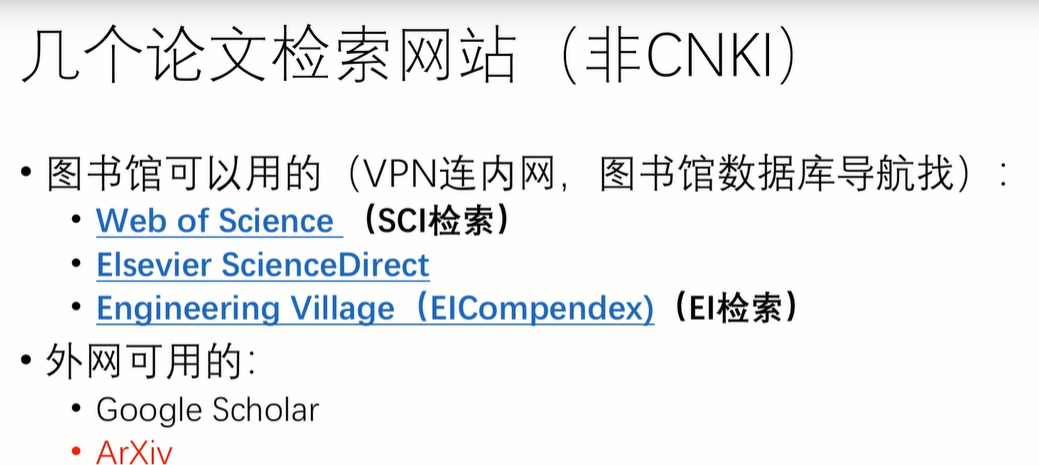 几个论文检索网站（非CNKI）
• 图书馆可以用的（VPN连内网，图书馆数据库导航找）：
• Web of Science （SCI检索）
• Elsevier ScienceDirect
• Engineering Village（EICompendex)（EI检索）
• 外网可用的：
• Google Scholar
• ArXiv